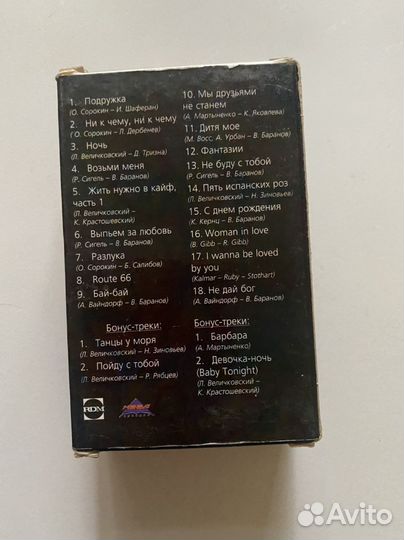 1. Подружка
(О. Сорокин – И. Шаферан)
2. Ни к чему, ни к чему
( О. Сорокин – Л. Дербенев)
3. Ночь
(Л. Величковский – Д. Тризна)
4. Возьми меня
(Р. Сигель – В. Баранов)
5. Жить нужно в кайф,
часть 1
(Л. Величковский –
К. Крастошевский)
6. Выпьем за любовь
(Р. Сигель – В. Баранов)
7. Разлука
(О. Сорокин – Б. Салибов)
8. Route 66
9. Бай-бай
(А. Вайндорф – В. Баранов)
Бонус-треки:
1. Танцы у моря
(Л. Величковский – Н. Зиновьев)
2. Пойду с тобой
(Л. Величковский – Р. Рябцев)
10. Мы друзьями
не станем
(А. Мартыненко – К. Яковлева)
11. Дитя мое
(М. Восс, А. Урбан – В. Баранов)
12. Фантазии
13. Не буду с тобой
(Р. Сигель – В. Баранов)
14. Пять испанских роз
(Л. Величковский – Н. Зиновьев)
15. С днем рождения
(К. Кернц – В. Баранов)
16. Woman in love
(B. Gibb – R. Gibb)
17. I wanna be loved
by you
(Kalmar – Ruby – Stothart)
18. Не дай бог
(А. Вайндорф – В. Баранов)
Бонус-треки:
1. Барбара
(А. Мартыненко)
2. Девочка-ночь
(Baby Tonight)
(Л. Величковский –
К. Крастошевский)
RDM
Avito